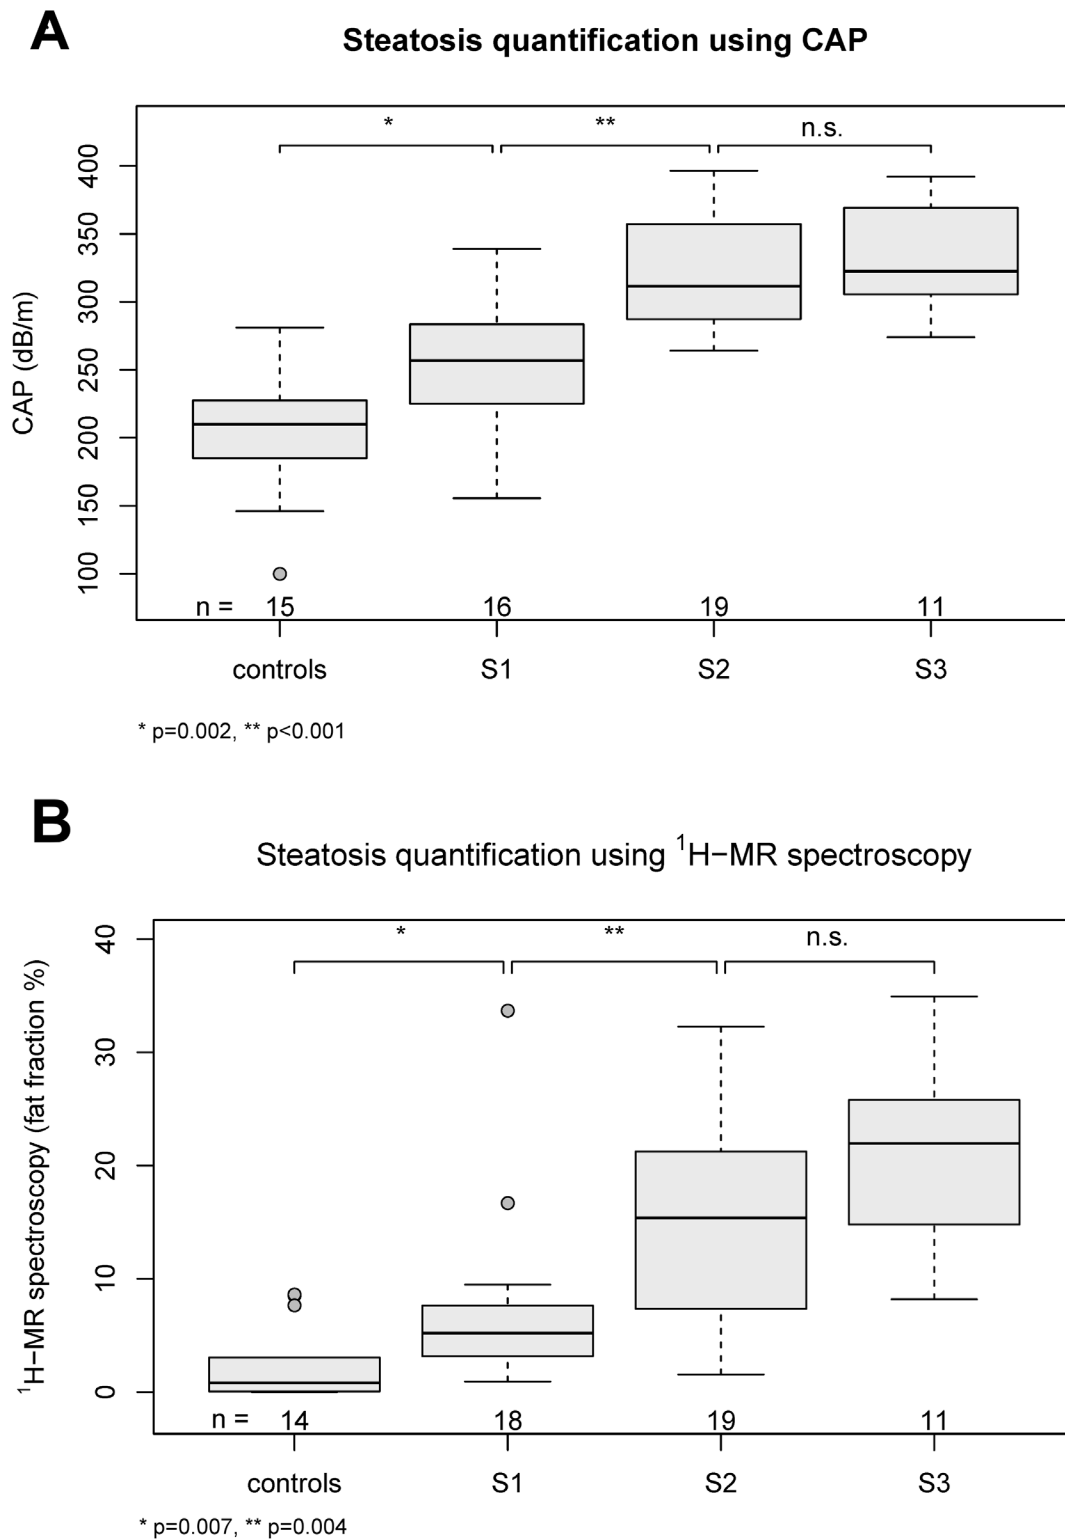 A
Steatosis quantification using CAP
* ** n.s.
CAP (dB/m)
400
350
300
250
200
150
100
n = 15 16 19 11
controls S1 S2 S3
* p=0.002, ** p<0.001
B
Steatosis quantification using ¹H−MR spectroscopy
* ** n.s.
¹H−MR spectroscopy (fat fraction %)
40
30
20
10
0
n = 14 18 19 11
controls S1 S2 S3
* p=0.007, ** p=0.004